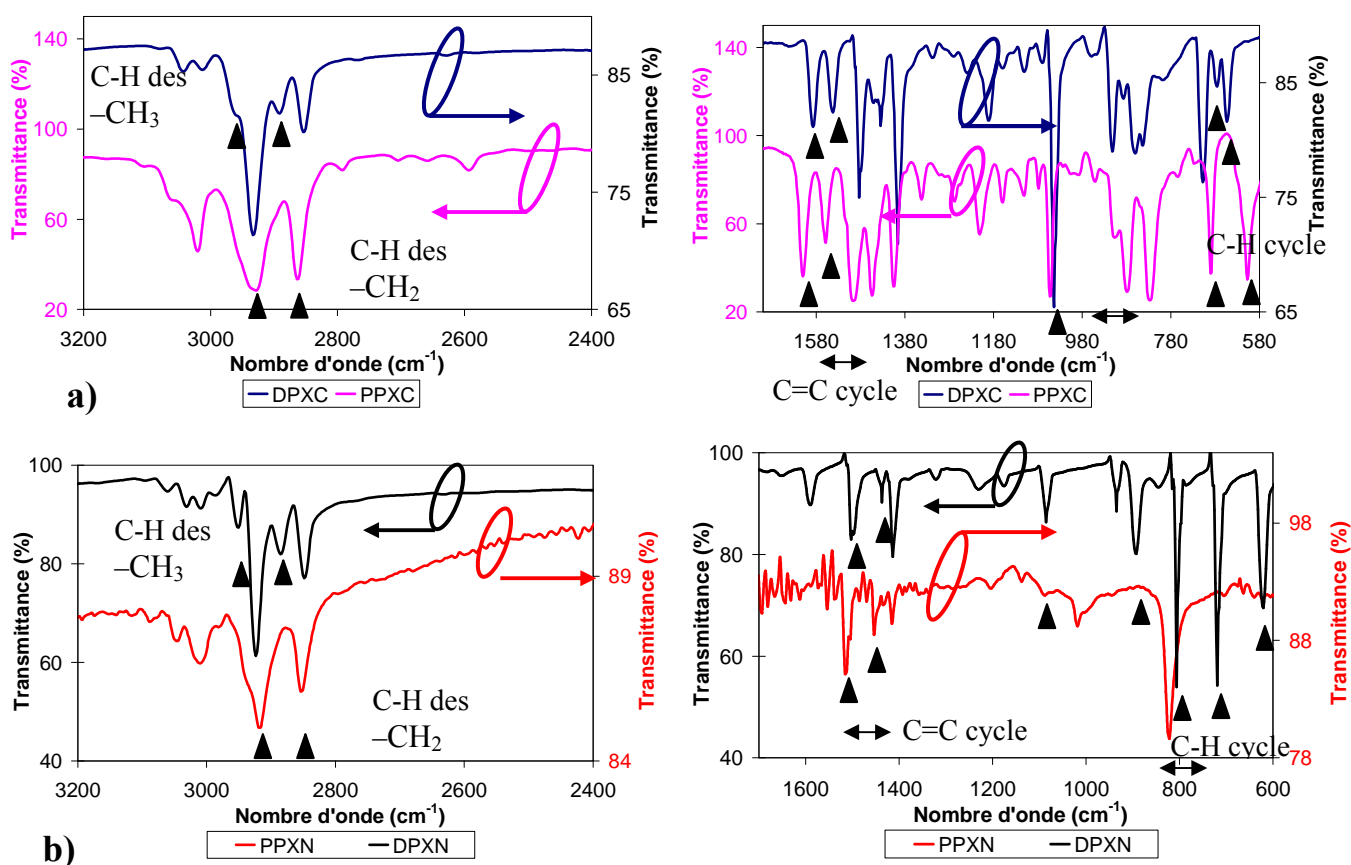 Transmittance (%)
140
100
60
20
C-H des
–CH3
C-H des
–CH2
85
75
65
Transmittance (%)
3200 3000 2800 2600 2400
Nombre d'onde (cm-1)
DPXC PPXC
a)
Transmittance (%)
140
100
60
20
85
75
65
Transmittance (%)
C-H cycle
1580 1380 1180 980 780 580
Nombre d'onde (cm-1)
C=C cycle
DPXC PPXC
Transmittance (%)
100
80
60
40
C-H des
–CH3
C-H des
–CH2
89
84
Transmittance (%)
3200 3000 2800 2600 2400
Nombre d'onde (cm-1)
PPXN DPXN
b)
Transmittance (%)
100
80
60
40
98
88
78
Transmittance (%)
C=C cycle
C-H cycle
1600 1400 1200 1000 800 600
Nombre d'onde (cm-1)
PPXN DPXN